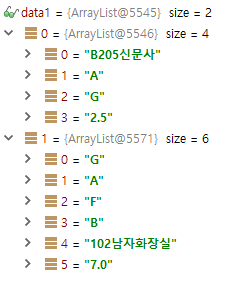 data1 = {ArrayList@5545} size = 2
0 = {ArrayList@5546} size = 4
0 = "B205신문사"
1 = "A"
2 = "G"
3 = "2.5"
1 = {ArrayList@5571} size = 6
0 = "G"
1 = "A"
2 = "F"
3 = "B"
4 = "102남자화장실"
5 = "7.0"